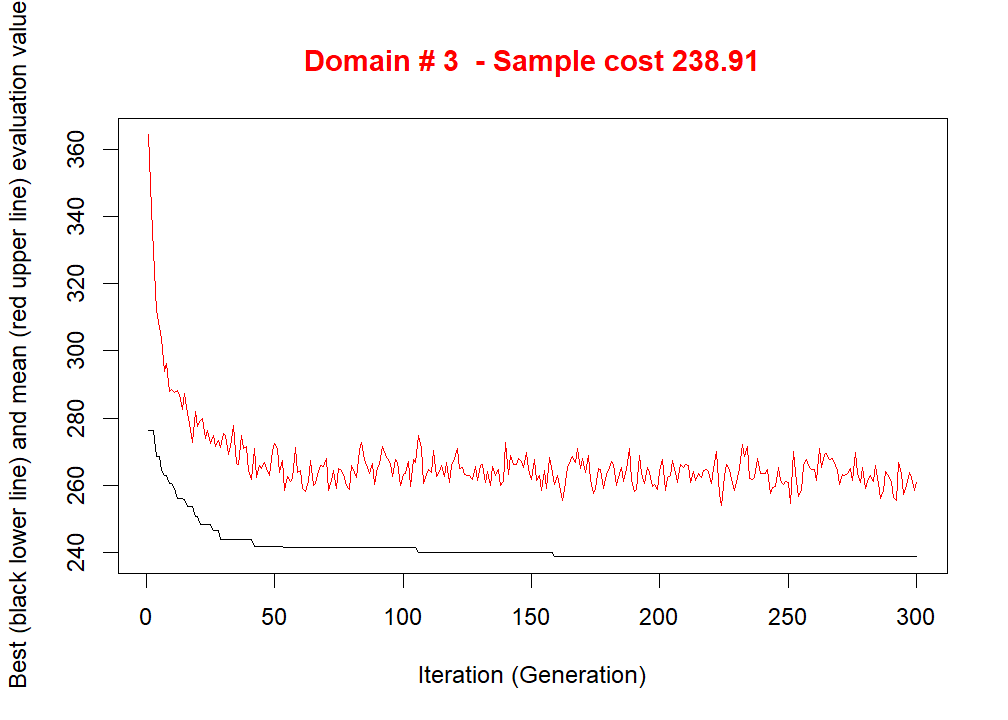 Domain # 3  - Sample cost 238.91
Best (black lower line) and mean (red upper line) evaluation value
360
340
320
300
280
260
240
0 50 100 150 200 250 300
Iteration (Generation)